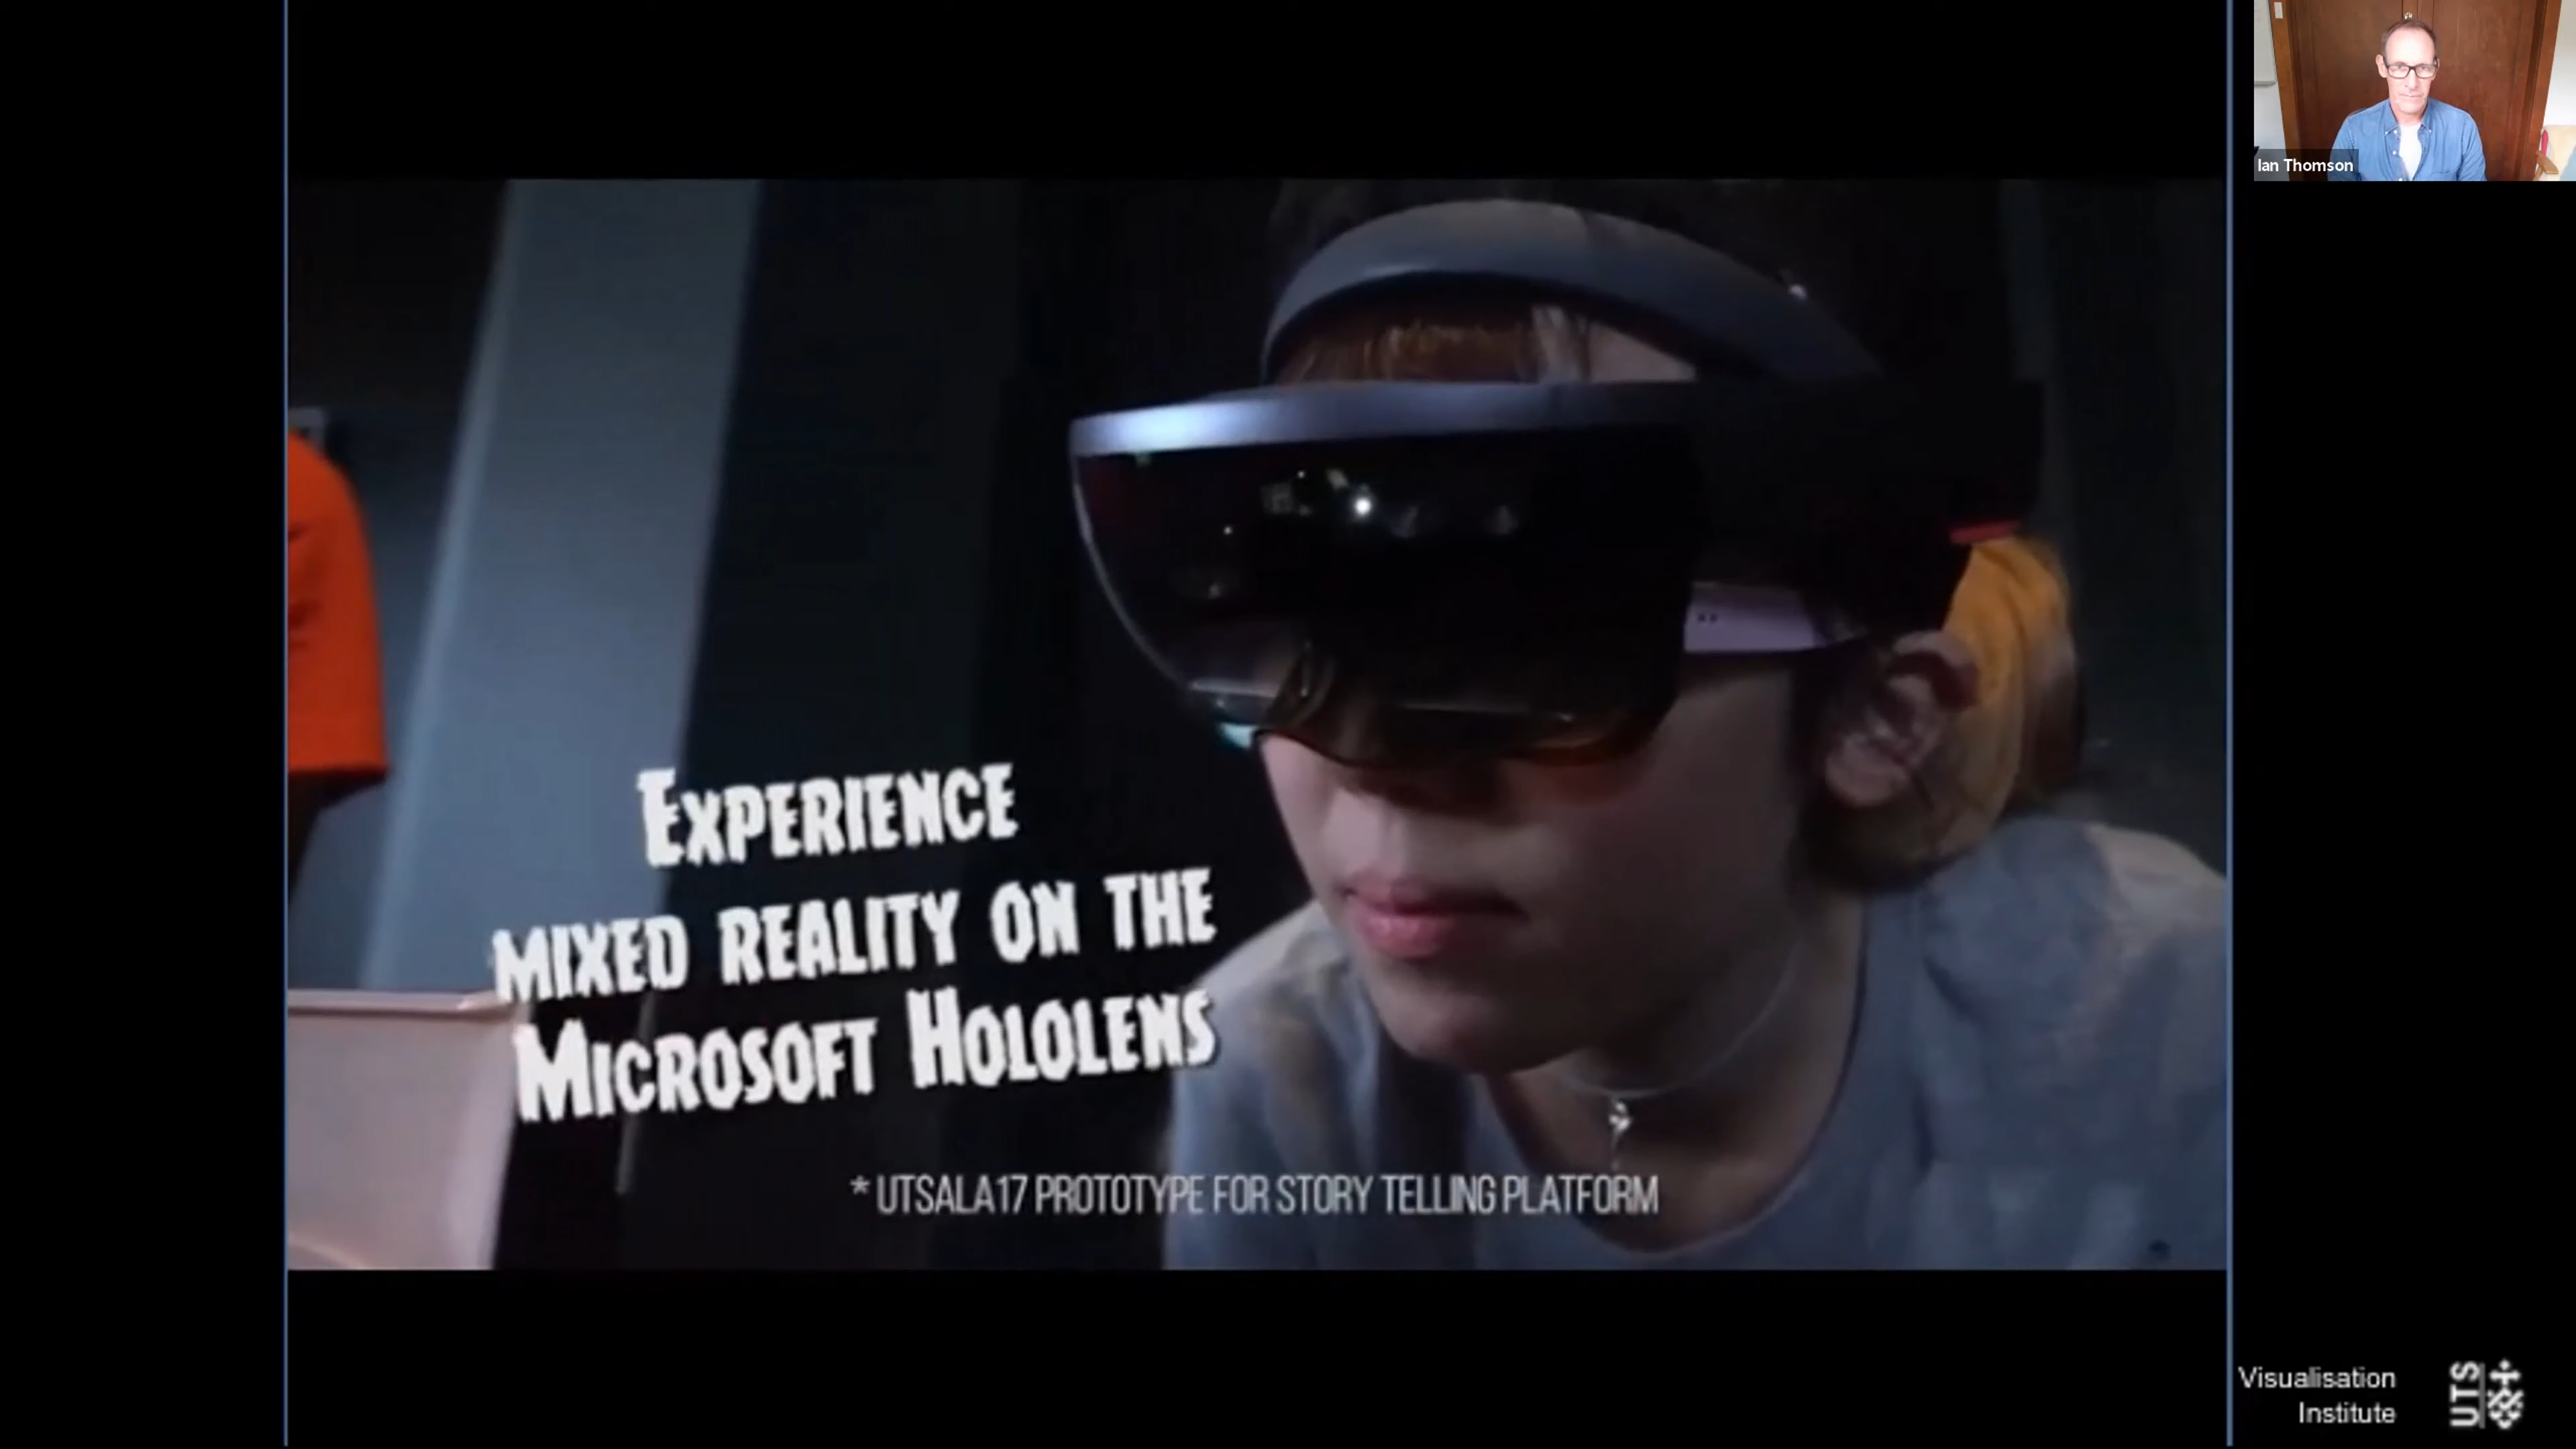 Ian Thomson
EXPERIENCE
MIXED REALITY ON THE
MICROSOFT HOLOLENS
* UTSALA17 PROTOTYPE FOR STORY TELLING PLATFORM
Visualisation
Institute
UTS